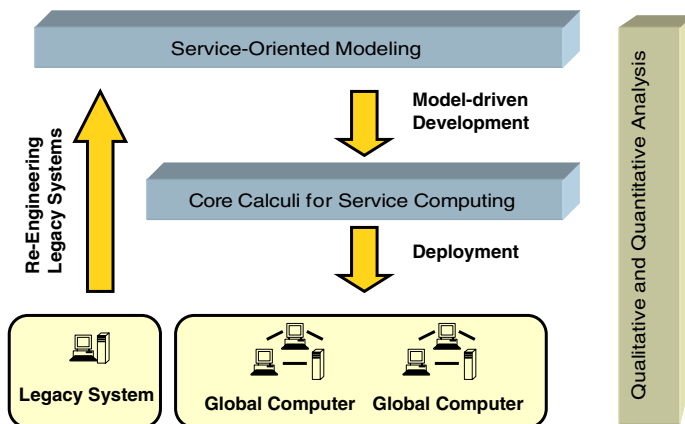 Service-Oriented Modeling
Model-driven
Development
Re-Engineering
Legacy Systems
Core Calculi for Service Computing
Deployment
Legacy System
Global Computer
Global Computer
Qualitative and Quantitative Analysis